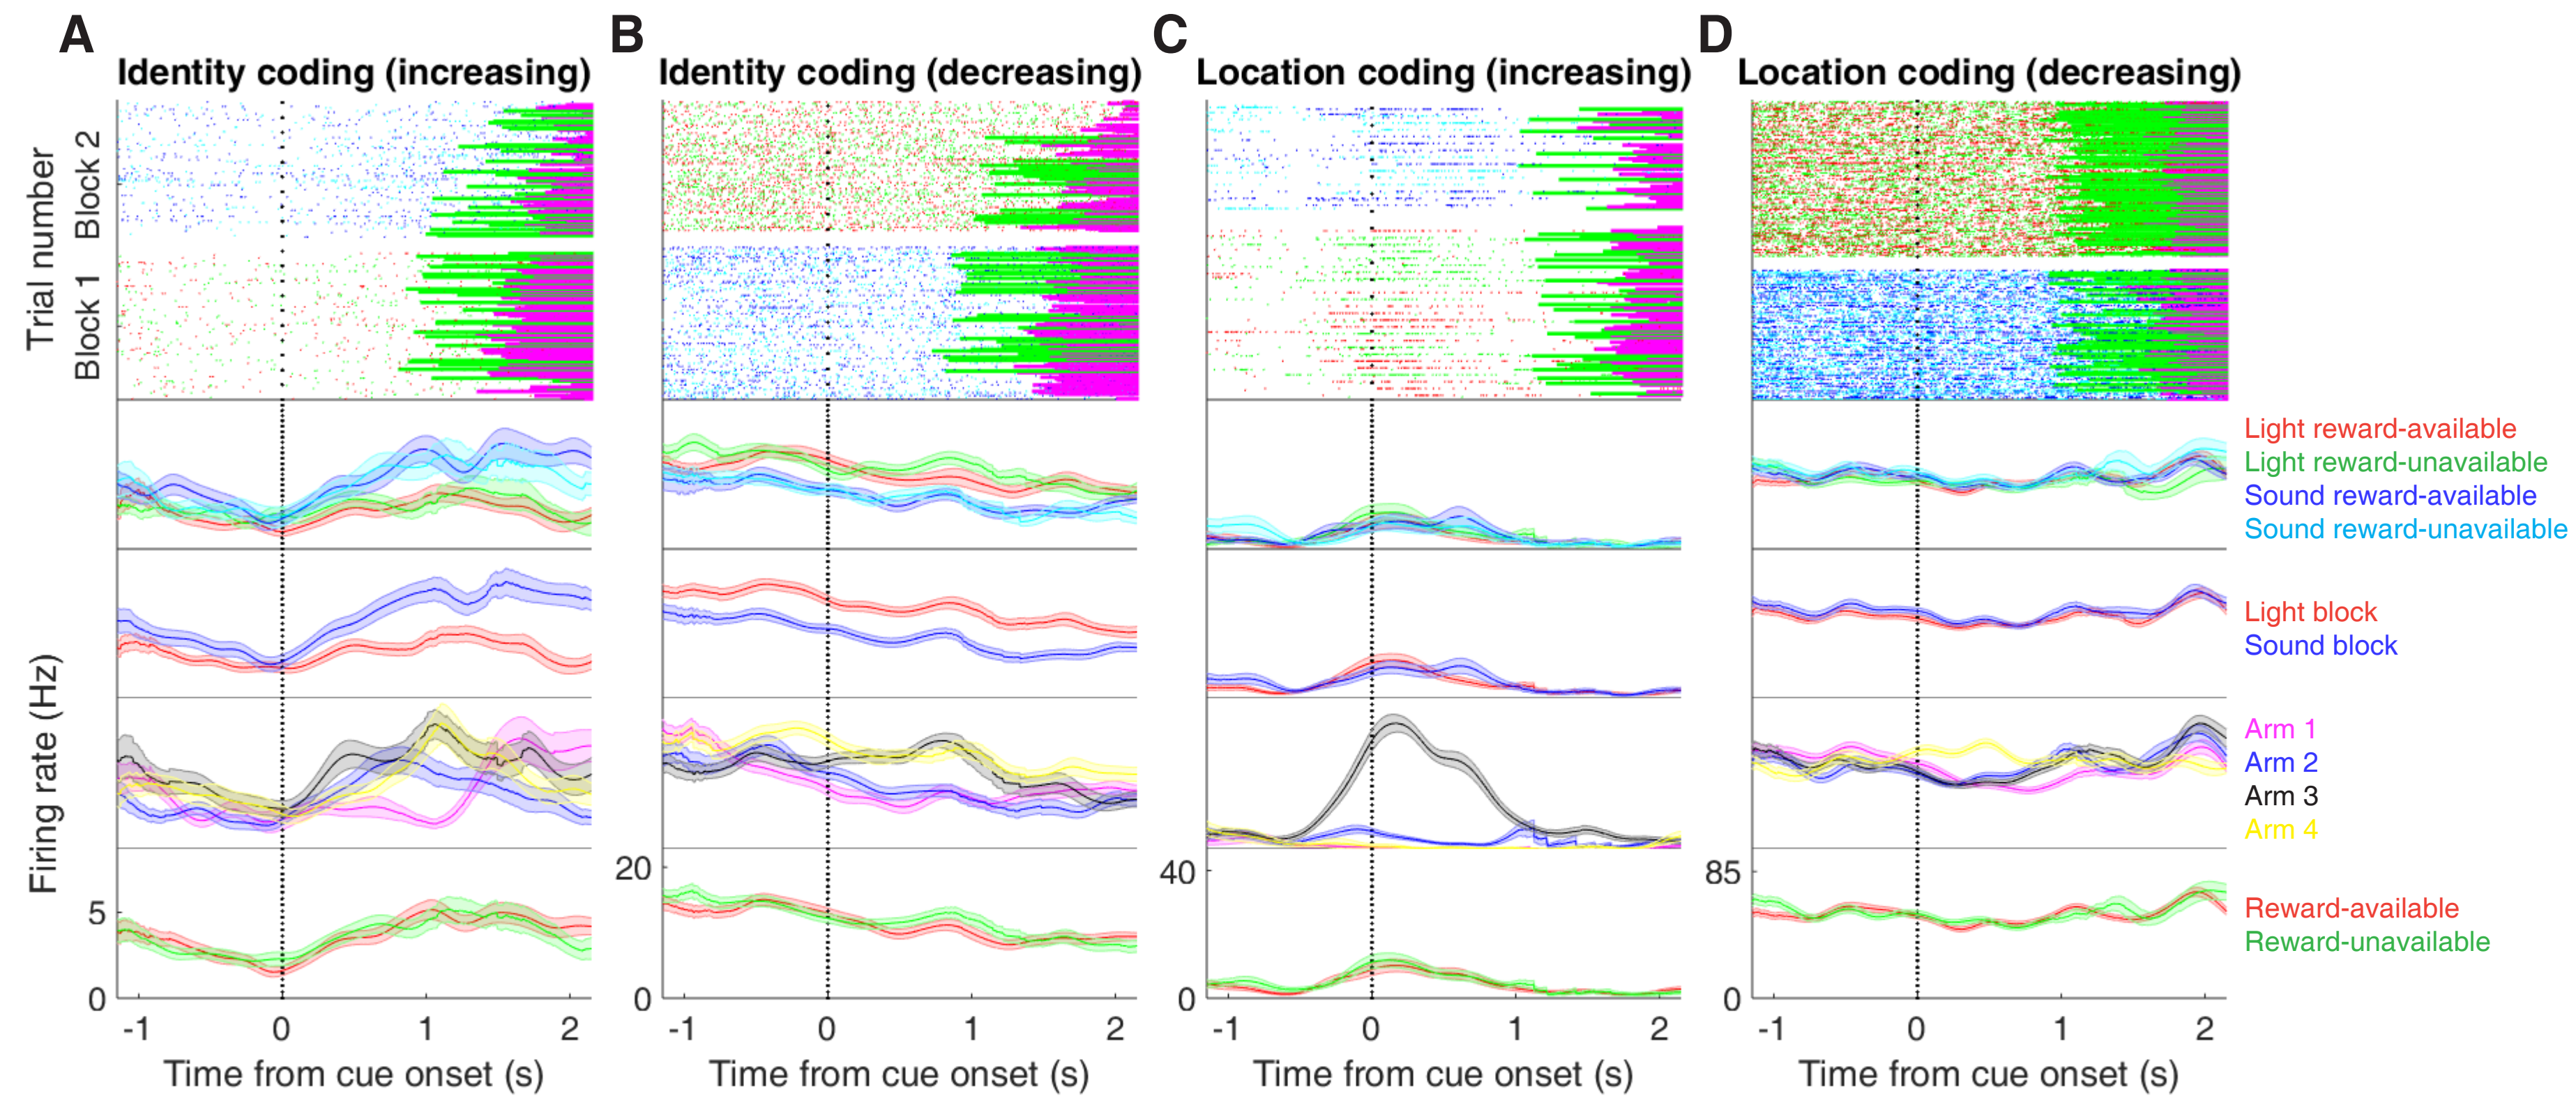 A
Identity coding (increasing)
B
Identity coding (decreasing)
C
Location coding (increasing)
D
Location coding (decreasing)
Trial number
Block 2
Block 1
Light reward-available
Light reward-unavailable
Sound reward-available
Sound reward-unavailable
Light block
Sound block
Arm 1
Arm 2
Arm 3
Arm 4
Reward-available
Reward-unavailable
Firing rate (Hz)
5
0
20
0
40
0
85
0
-1 0 1 2
-1 0 1 2
-1 0 1 2
-1 0 1 2
Time from cue onset (s)
Time from cue onset (s)
Time from cue onset (s)
Time from cue onset (s)